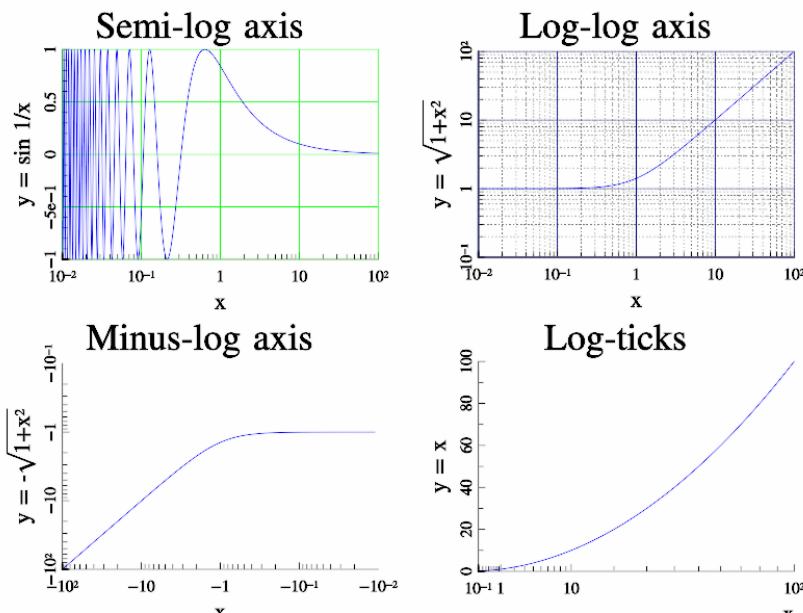 Semi-log axis
y = sin 1/x
1
0.5
0
−5e−1
−1
10⁻² 10⁻¹ 1 10 10²
x
Log-log axis
y = √1+x²
10²
10
1
10⁻¹
10⁻² 10⁻¹ 1 10 10²
x
Minus-log axis
y = -√1+x²
−10⁻¹
−1
−10
−10²
−10² −10 −1 −10⁻¹ −10⁻²
x
Log-ticks
y = x
100
80
60
40
20
0
10⁻¹ 1 10 10²
x